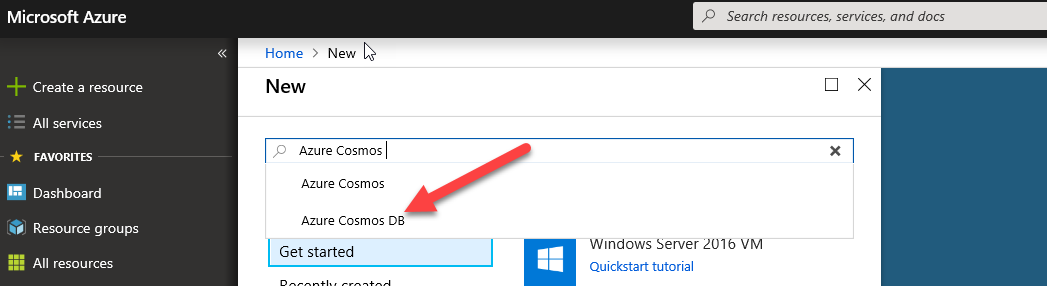 Microsoft Azure
Search resources, services, and docs
«
Home > New
Create a resource
New
All services
Azure Cosmos
FAVORITES
Azure Cosmos
Dashboard
Azure Cosmos DB
Resource groups
Get started
Windows Server 2016 VM
All resources
Quickstart tutorial
Recently created